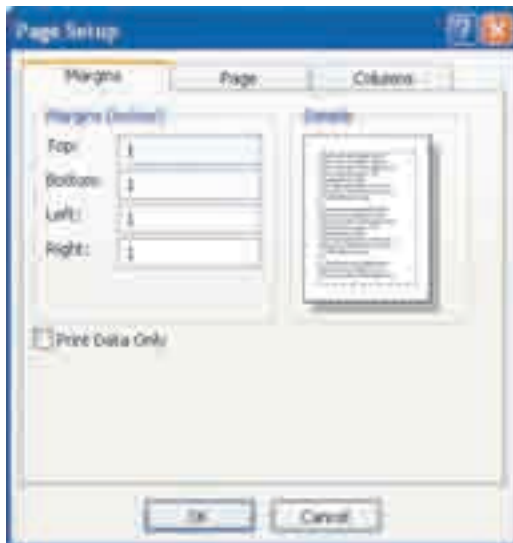 Page Setup
Margins
Page
Columns
Margins (inches)
Top: 1
Bottom: 1
Left: 1
Right: 1
Print Data Only
OK
Cancel